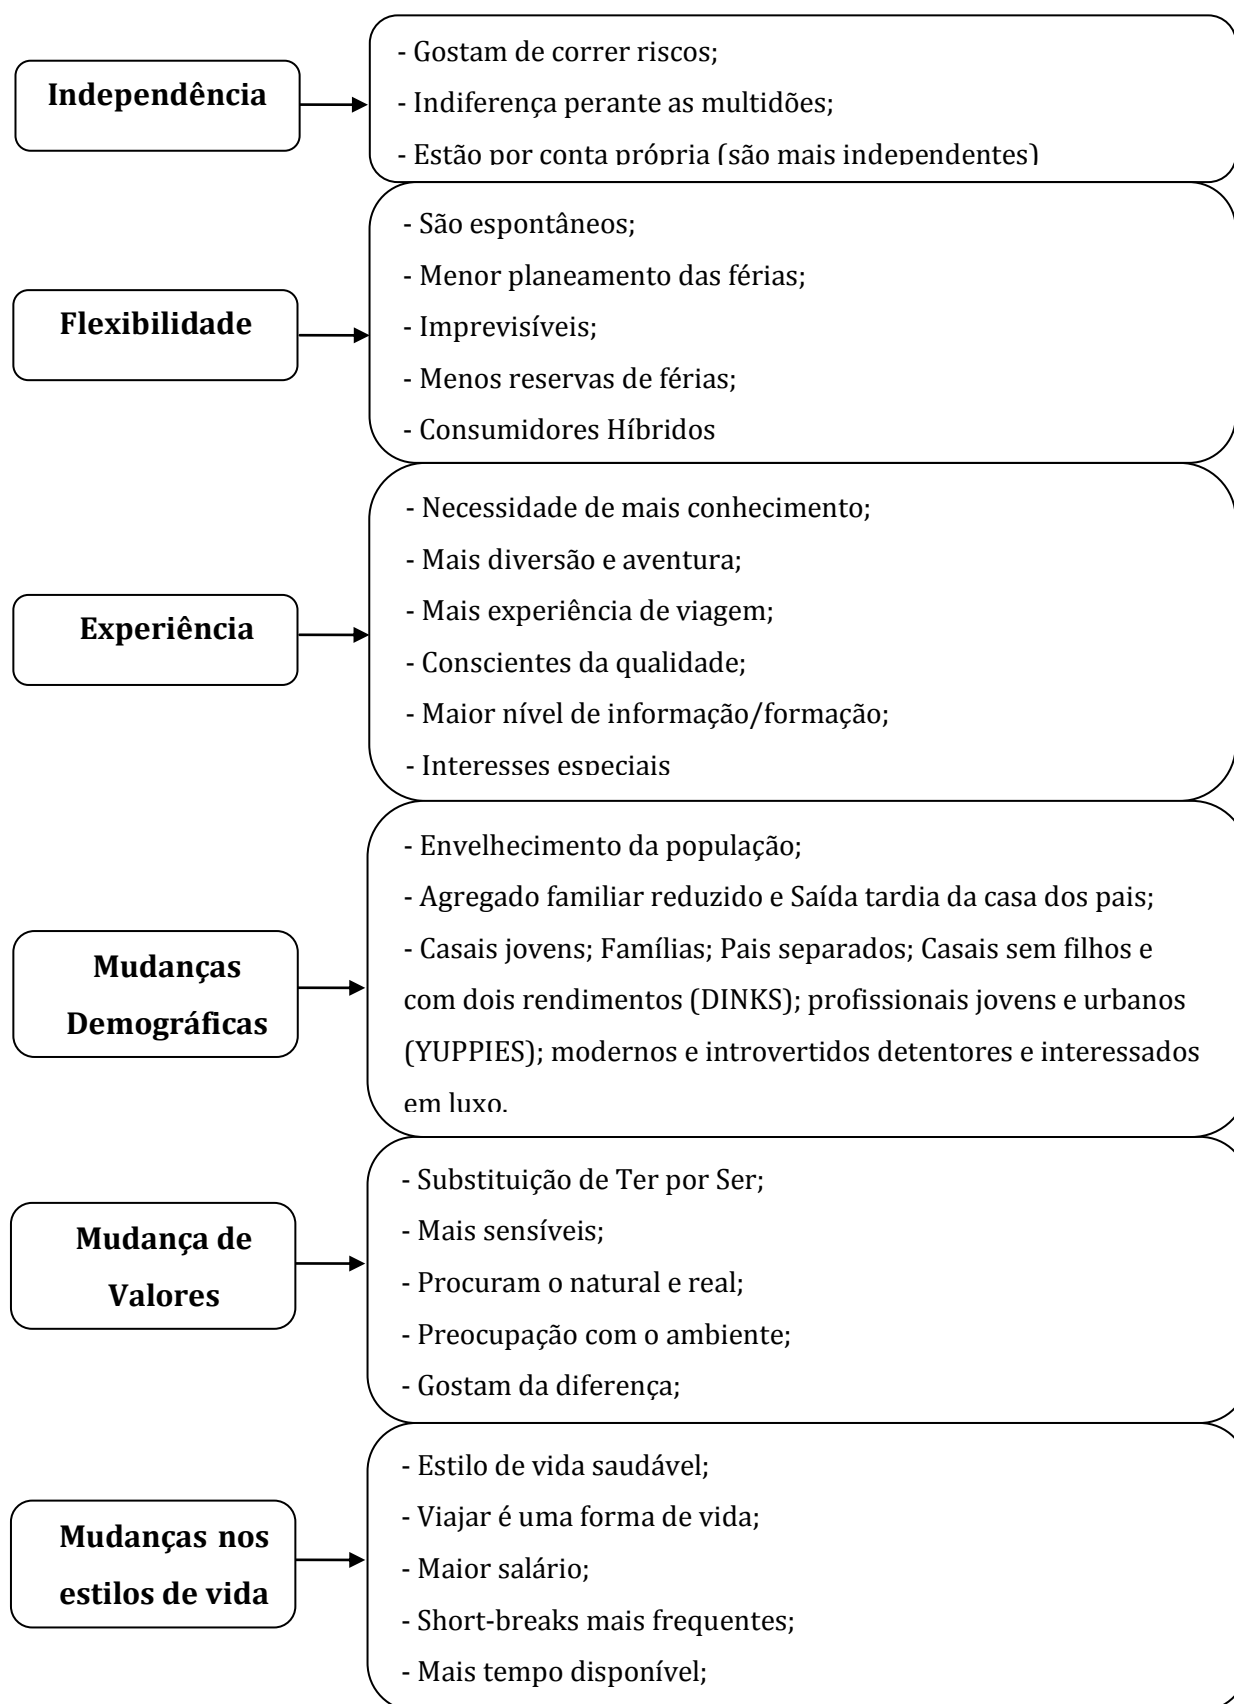 Independência
- Gostam de correr riscos;
- Indiferença perante as multidões;
- Estão por conta própria (são mais independentes)
Flexibilidade
- São espontâneos;
- Menor planeamento das férias;
- Imprevisíveis;
- Menos reservas de férias;
- Consumidores Híbridos
Experiência
- Necessidade de mais conhecimento;
- Mais diversão e aventura;
- Mais experiência de viagem;
- Conscientes da qualidade;
- Maior nível de informação/formação;
- Interesses especiais
Mudanças
Demográficas
- Envelhecimento da população;
- Agregado familiar reduzido e Saída tardia da casa dos pais;
- Casais jovens; Famílias; Pais separados; Casais sem filhos e
com dois rendimentos (DINKS); profissionais jovens e urbanos
(YUPPIES); modernos e introvertidos detentores e interessados
em luxo.
Mudança de
Valores
- Substituição de Ter por Ser;
- Mais sensíveis;
- Procuram o natural e real;
- Preocupação com o ambiente;
- Gostam da diferença;
Mudanças nos
estilos de vida
- Estilo de vida saudável;
- Viajar é uma forma de vida;
- Maior salário;
- Short-breaks mais frequentes;
- Mais tempo disponível;